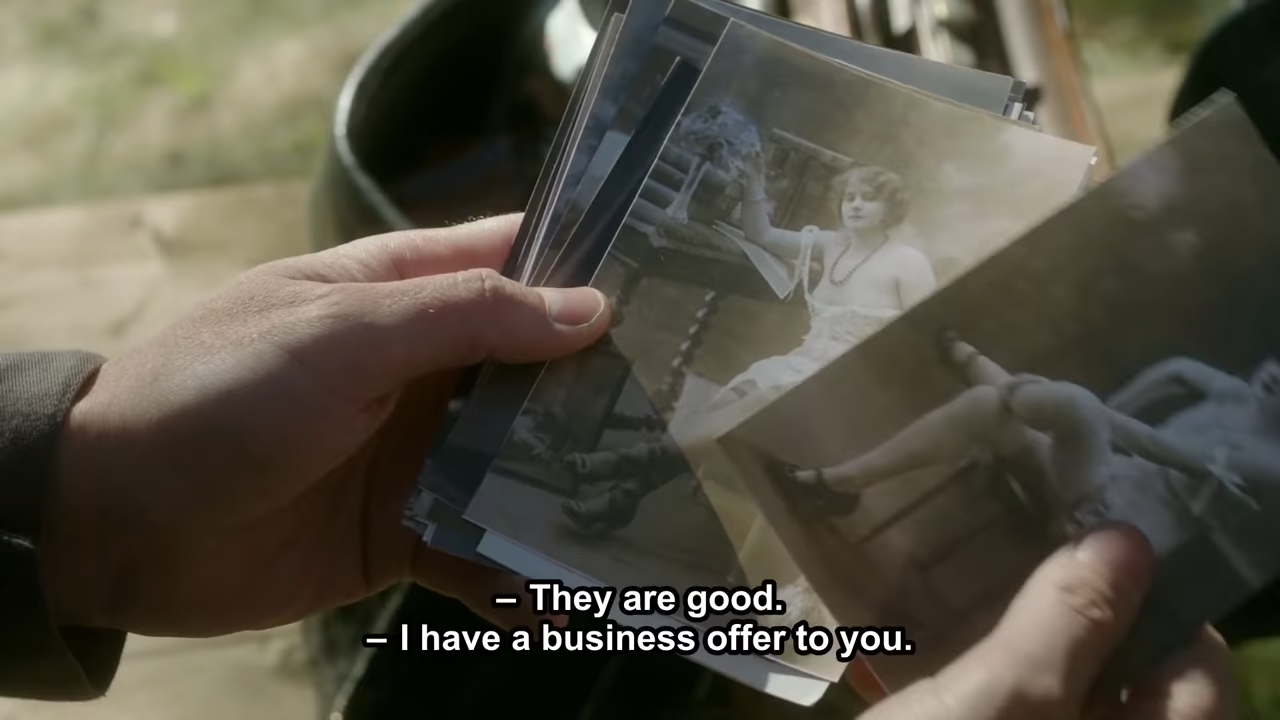 – They are good.
– I have a business offer to you.